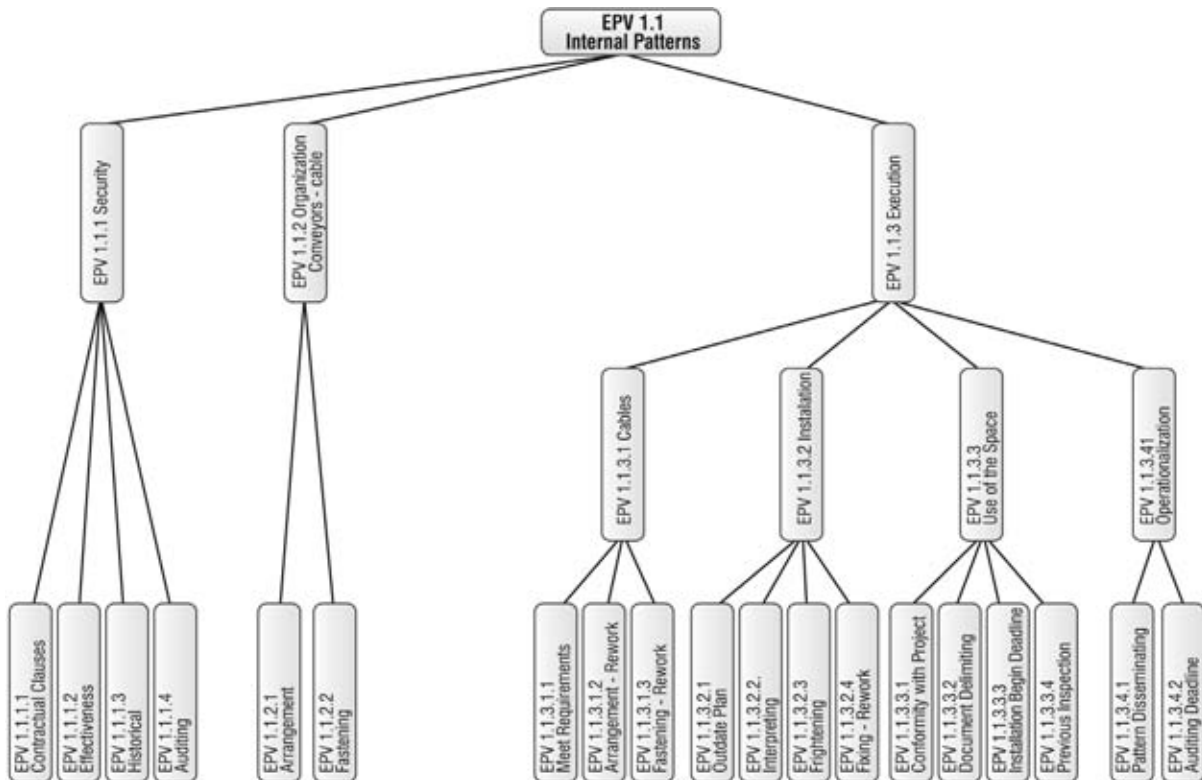 EPV 1.1
Internal Patterns
EPV 1.1.1 Security
EPV 1.1.2 Organization
Conveyors - cable
EPV 1.1.3 Execution
EPV 1.1.3.1 Cables
EPV 1.1.3.2 Instalation
EPV 1.1.3.3
Use of the Space
EPV 1.1.3.41
Operationalization
EPV 1.1.1.1
Contractual Clauses
EPV 1.1.1.2
Effectiveness
EPV 1.1.1.3
Historical
EPV 1.1.1.4
Auditing
EPV 1.1.2.1
Arrangement
EPV 1.1.2.2
Fastening
EPV 1.1.3.1.1
Meet Requirements
EPV 1.1.3.1.2
Arrangement - Rework
EPV 1.1.3.1.3
Fastening - Rework
EPV 1.1.3.2.1
Outdate Plan
EPV 1.1.3.2.2.
Interpreting
EPV 1.1.3.2.3
Frightening
EPV 1.1.3.2.4
Fixing - Rework
EPV 1.1.3.3.1
Conformity with Project
EPV 1.1.3.3.2
Document Delimiting
EPV 1.1.3.3.3
Installation Begin Deadline
EPV 1.1.3.3.4
Previous Inspection
EPV 1.1.3.4.1
Pattern Disseminating
EPV 1.1.3.4.2
Auditing Deadline